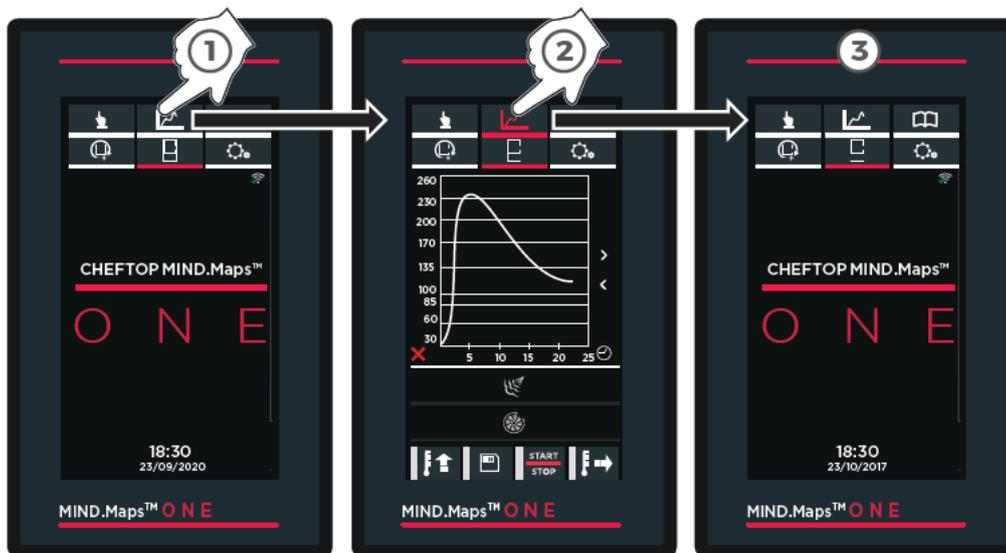 1
2
3
CHEFTOP MIND.Maps™
O N E
18:30
23/09/2020
MIND.Maps™ O N E
260
230
200
170
135
100
85
60
30
5 10 15 20 25
START
STOP
MIND.Maps™ O N E
CHEFTOP MIND.Maps™
O N E
18:30
23/10/2017
MIND.Maps™ O N E